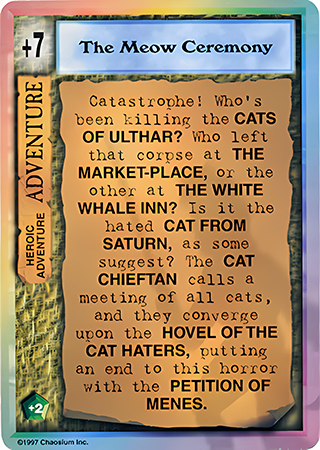 +7
The Meow Ceremony
HEROIC
ADVENTURE
ADVENTURE
Catastrophe! Who's
been killing the CATS
OF ULTHAR? Who left
that corpse at THE
MARKET-PLACE, or the
other at THE WHITE
WHALE INN? Is it the
hated CAT FROM
SATURN, as some
suggest? The CAT
CHIEFTAN calls a
meeting of all cats,
and they converge
upon the HOVEL OF THE
CAT HATERS, putting
an end to this horror
with the PETITION OF
MENES.
+2
©1997 Chaosium Inc.